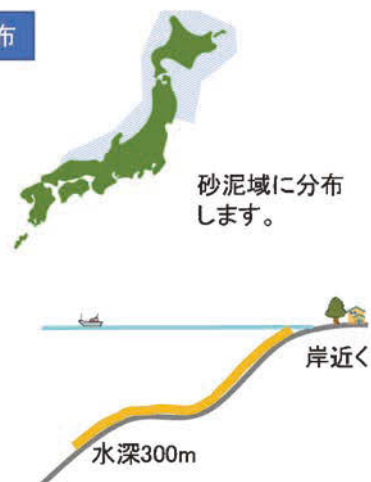 布
砂泥域に分布
します。
岸近く
水深300m